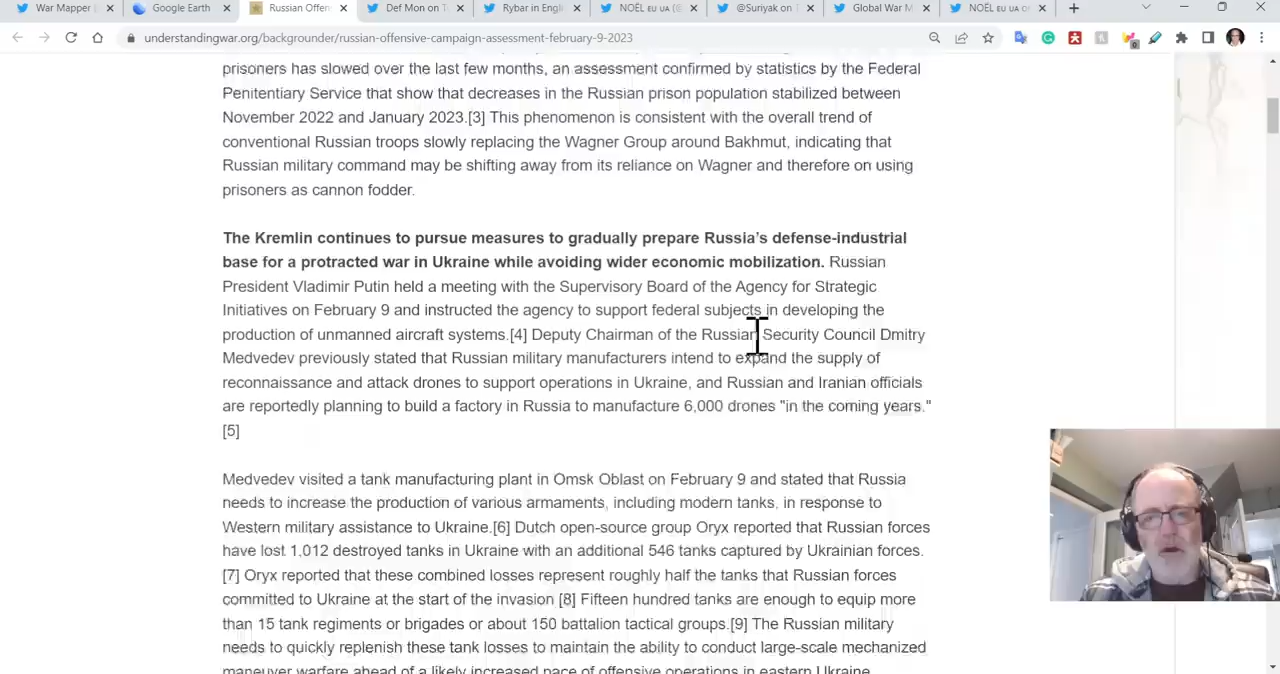 War Mapper
Google Earth
Russian Offen
Def Mon on T
Rybar in Engl
NOËL EU UA (@
@Suriyak on T
Global War M
NOËL EU UA on
understandingwar.org/backgrounder/russian-offensive-campaign-assessment-february-9-2023
prisoners has slowed over the last few months, an assessment confirmed by statistics by the Federal
Penitentiary Service that show that decreases in the Russian prison population stabilized between
November 2022 and January 2023.[3] This phenomenon is consistent with the overall trend of
conventional Russian troops slowly replacing the Wagner Group around Bakhmut, indicating that
Russian military command may be shifting away from its reliance on Wagner and therefore on using
prisoners as cannon fodder.
The Kremlin continues to pursue measures to gradually prepare Russia's defense-industrial
base for a protracted war in Ukraine while avoiding wider economic mobilization. Russian
President Vladimir Putin held a meeting with the Supervisory Board of the Agency for Strategic
Initiatives on February 9 and instructed the agency to support federal subjects in developing the
production of unmanned aircraft systems.[4] Deputy Chairman of the Russian Security Council Dmitry
Medvedev previously stated that Russian military manufacturers intend to expand the supply of
reconnaissance and attack drones to support operations in Ukraine, and Russian and Iranian officials
are reportedly planning to build a factory in Russia to manufacture 6,000 drones "in the coming years."
[5]
Medvedev visited a tank manufacturing plant in Omsk Oblast on February 9 and stated that Russia
needs to increase the production of various armaments, including modern tanks, in response to
Western military assistance to Ukraine.[6] Dutch open-source group Oryx reported that Russian forces
have lost 1,012 destroyed tanks in Ukraine with an additional 546 tanks captured by Ukrainian forces.
[7] Oryx reported that these combined losses represent roughly half the tanks that Russian forces
committed to Ukraine at the start of the invasion.[8] Fifteen hundred tanks are enough to equip more
than 15 tank regiments or brigades or about 150 battalion tactical groups.[9] The Russian military
needs to quickly replenish these tank losses to maintain the ability to conduct large-scale mechanized
maneuver warfare ahead of a likely increased pace of offensive operations in eastern Ukraine.